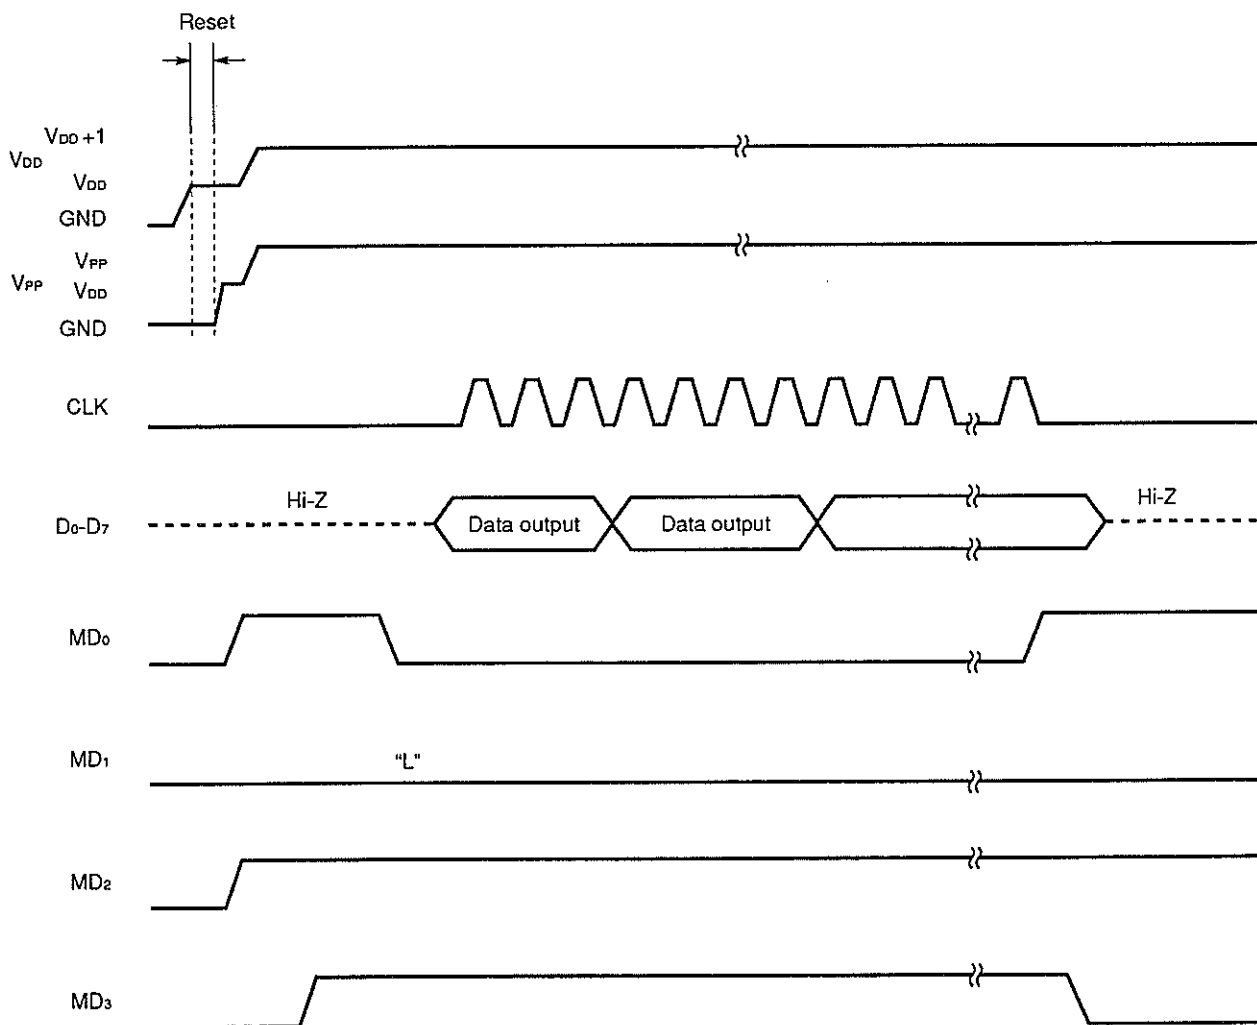 Reset
VDD+1
VDD
VDD
GND
VPP
VPP
VDD
GND
CLK
Hi-Z
Hi-Z
D0-D7
Data output
Data output
MD0
MD1
"L"
MD2
MD3